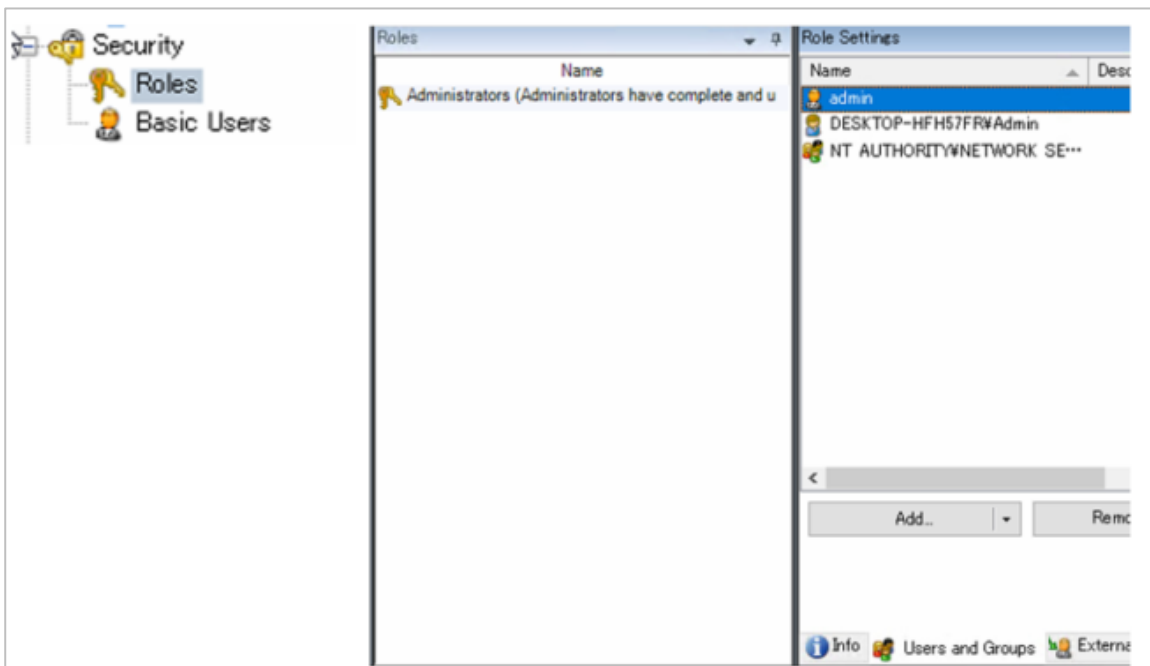 Security
Roles
Basic Users
Roles
Name
Administrators (Administrators have complete and u
Role Settings
Name Desc
admin
DESKTOP-HFH57FR¥Admin
NT AUTHORITY¥NETWORK SE…
Add... Remo
Info Users and Groups Externa